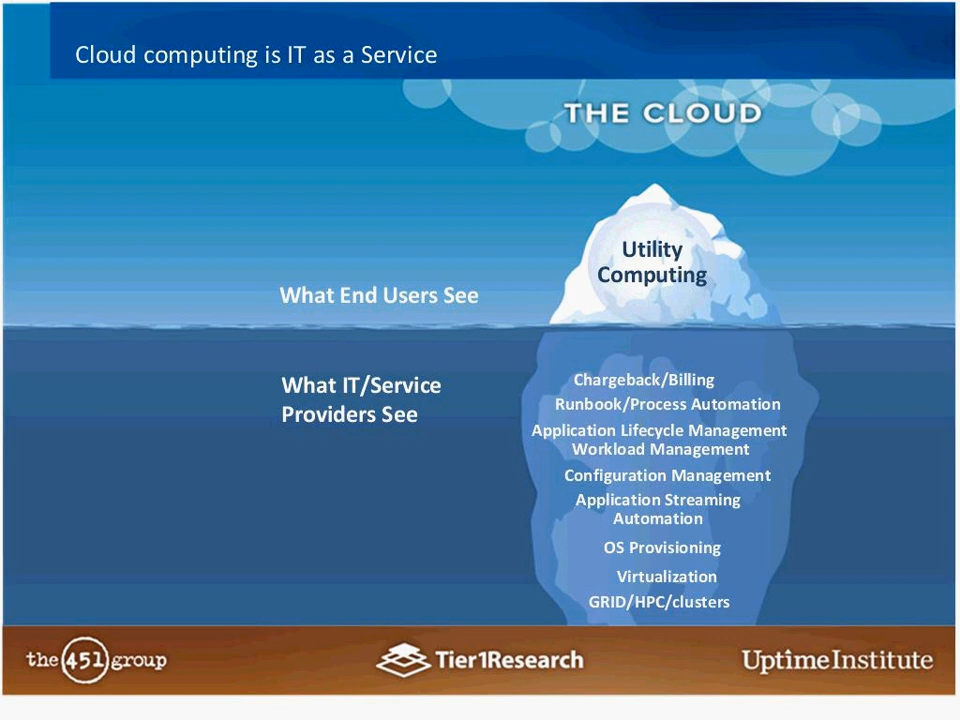 Cloud computing is IT as a Service
THE CLOUD
Utility
Computing
What End Users See
What IT/Service
Providers See
Chargeback/Billing
Runbook/Process Automation
Application Lifecycle Management
Workload Management
Configuration Management
Application Streaming
Automation
OS Provisioning
Virtualization
GRID/HPC/clusters
the 451 group
Tier1Research
UptimeInstitute